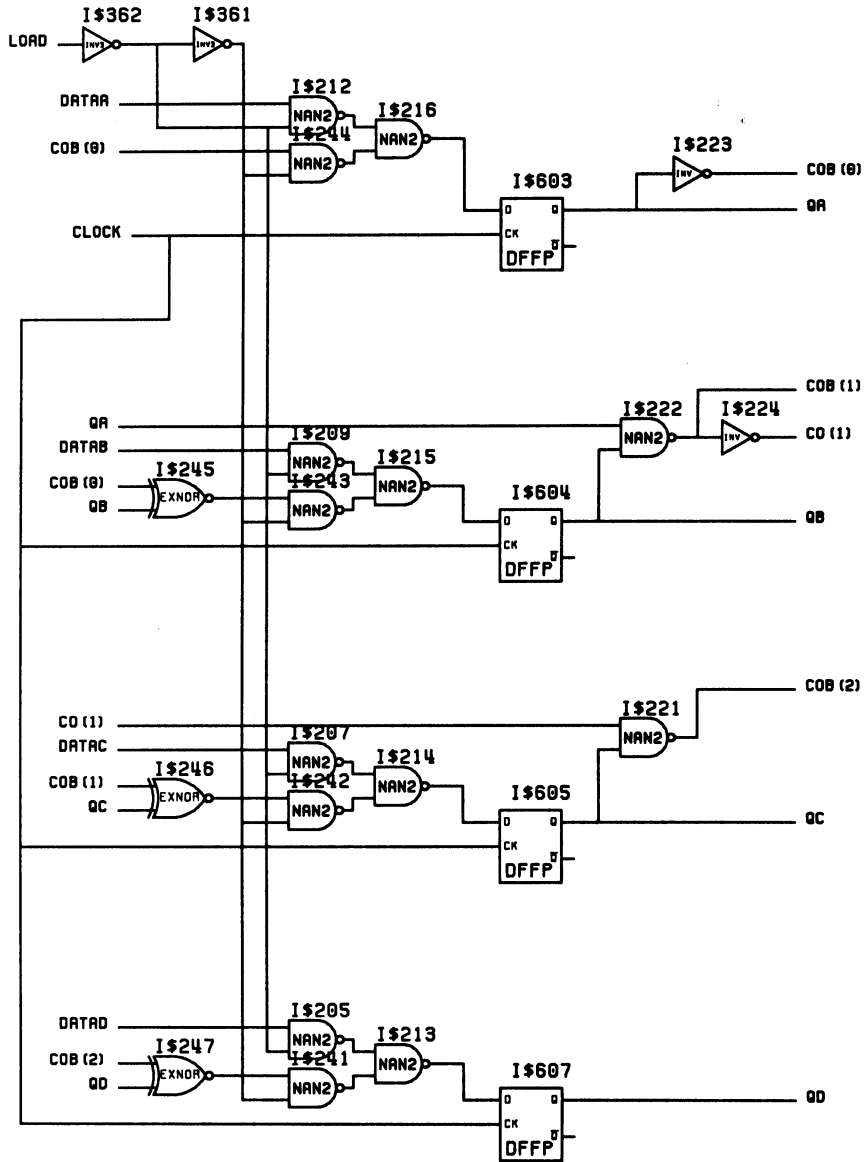 I$362
I$361
LOAD
INV3
INV3
I$212
DATAA
NAN2
I$216
I$244
NAN2
COB(0)
NAN2
I$223
INV
COB(0)
I$603
D
Q
QA
CLOCK
CK
Q
DFFP
COB(1)
QA
I$222
I$224
I$209
NAN2
INV
CO(1)
DATAB
NAN2
I$215
I$245
I$243
NAN2
COB(0)
EXNOR
QB
NAN2
I$604
D
Q
QB
CK
Q
DFFP
COB(2)
I$221
CO(1)
I$207
NAN2
DATAC
NAN2
I$214
I$246
I$242
NAN2
COB(1)
EXNOR
QC
NAN2
I$605
D
Q
QC
CK
Q
DFFP
I$205
DATAD
NAN2
I$213
I$247
I$241
NAN2
COB(2)
EXNOR
QD
NAN2
I$607
D
Q
QD
CK
Q
DFFP